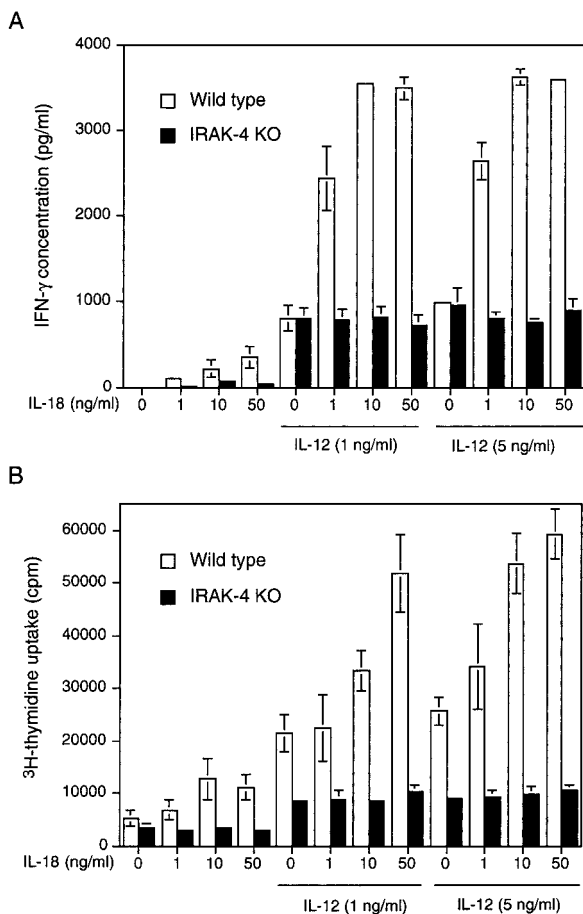 A
IFN-γ concentration (pg/ml)
4000
3000
2000
1000
0
Wild type
IRAK-4 KO
IL-18 (ng/ml) 0 1 10 50 0 1 10 50 0 1 10 50
IL-12 (1 ng/ml) IL-12 (5 ng/ml)
B
3H-thymidine uptake (cpm)
60000
50000
40000
30000
20000
10000
0
Wild type
IRAK-4 KO
IL-18 (ng/ml) 0 1 10 50 0 1 10 50 0 1 10 50
IL-12 (1 ng/ml) IL-12 (5 ng/ml)